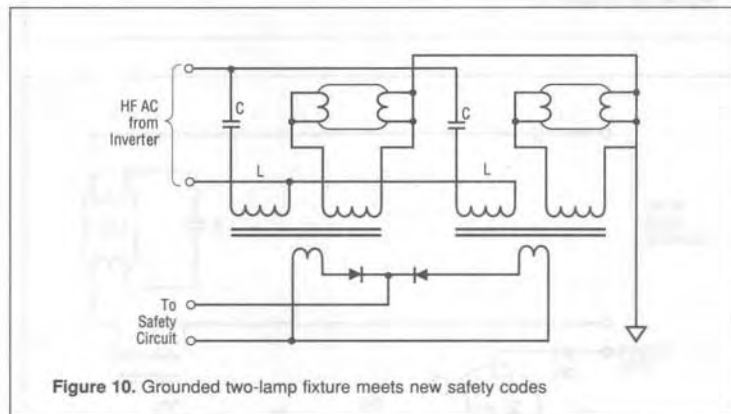 HF AC
from
Inverter
C
C
L
L
To
Safety
Circuit
Figure 10. Grounded two-lamp fixture meets new safety codes